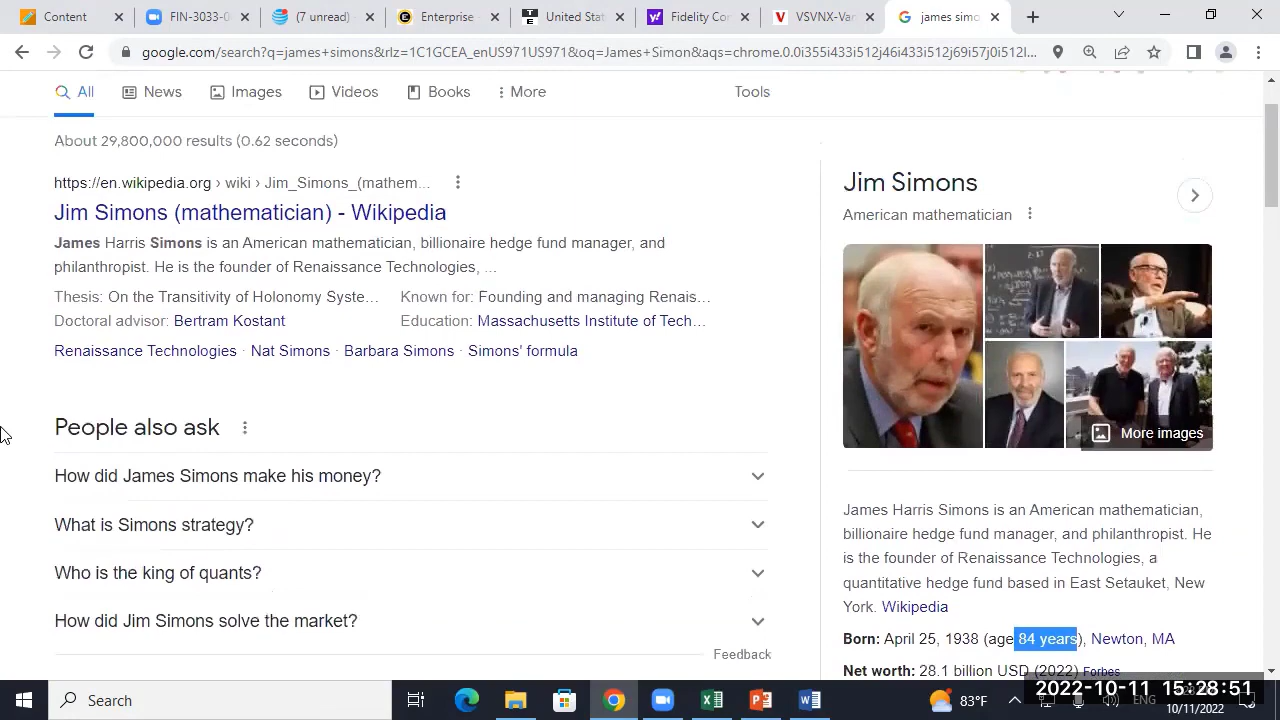 Content
FIN-3033-0
(7 unread)
Enterprise
United Stat
Fidelity Con
VSVNX-Van
james simo
google.com/search?q=james+simons&rlz=1C1GCEA_enUS971US971&oq=James+Simon&aqs=chrome.0.0i355i433i512j46i433i512j69i57j0i512l...
All
News
Images
Videos
Books
More
Tools
About 29,800,000 results (0.62 seconds)
https://en.wikipedia.org › wiki › Jim_Simons_(mathem...
Jim Simons (mathematician) - Wikipedia
James Harris Simons is an American mathematician, billionaire hedge fund manager, and
philanthropist. He is the founder of Renaissance Technologies, ...
Thesis: On the Transitivity of Holonomy Syste... Known for: Founding and managing Renais...
Doctoral advisor: Bertram Kostant Education: Massachusetts Institute of Tech...
Renaissance Technologies · Nat Simons · Barbara Simons · Simons' formula
People also ask
How did James Simons make his money?
What is Simons strategy?
Who is the king of quants?
How did Jim Simons solve the market?
Feedback
Jim Simons
American mathematician
More images
James Harris Simons is an American mathematician,
billionaire hedge fund manager, and philanthropist. He
is the founder of Renaissance Technologies, a
quantitative hedge fund based in East Setauket, New
York. Wikipedia
Born: April 25, 1938 (age 84 years), Newton, MA
Net worth: 28.1 billion USD (2022) Forbes
Search
83°F
2022-10-11 15:28:51
ENG
10/11/2022